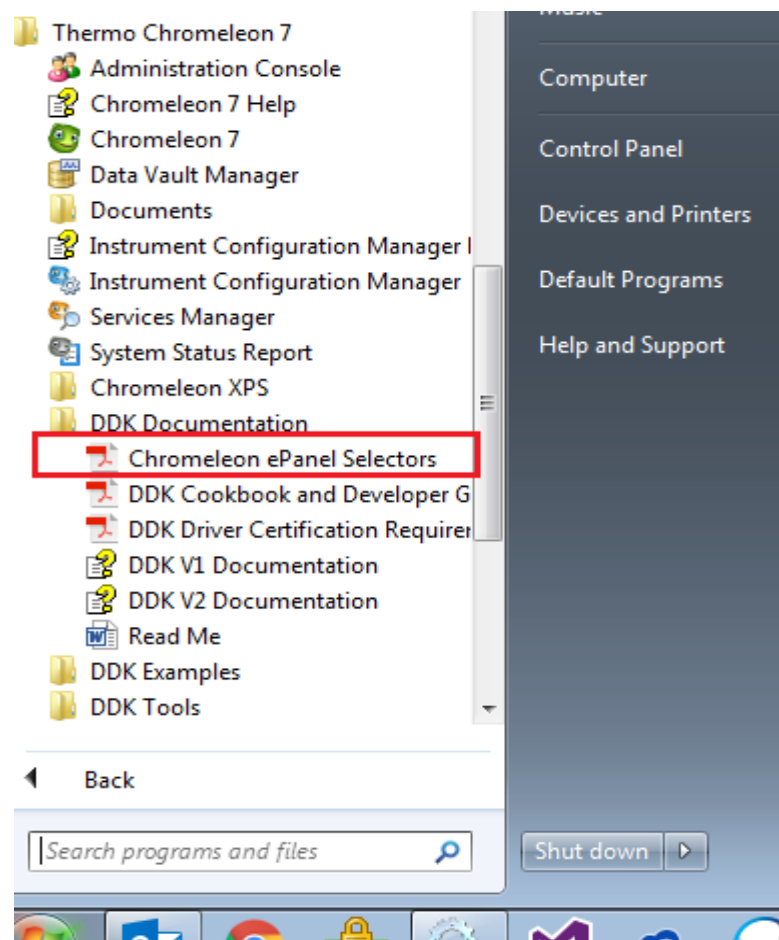 Thermo Chromeleon 7
Administration Console
Chromeleon 7 Help
Chromeleon 7
Data Vault Manager
Documents
Instrument Configuration Manager
Instrument Configuration Manager
Services Manager
System Status Report
Chromeleon XPS
DDK Documentation
Chromeleon ePanel Selectors
DDK Cookbook and Developer G
DDK Driver Certification Requirer
DDK V1 Documentation
DDK V2 Documentation
Read Me
DDK Examples
DDK Tools
Back
Search programs and files
Computer
Control Panel
Devices and Printers
Default Programs
Help and Support
Shut down